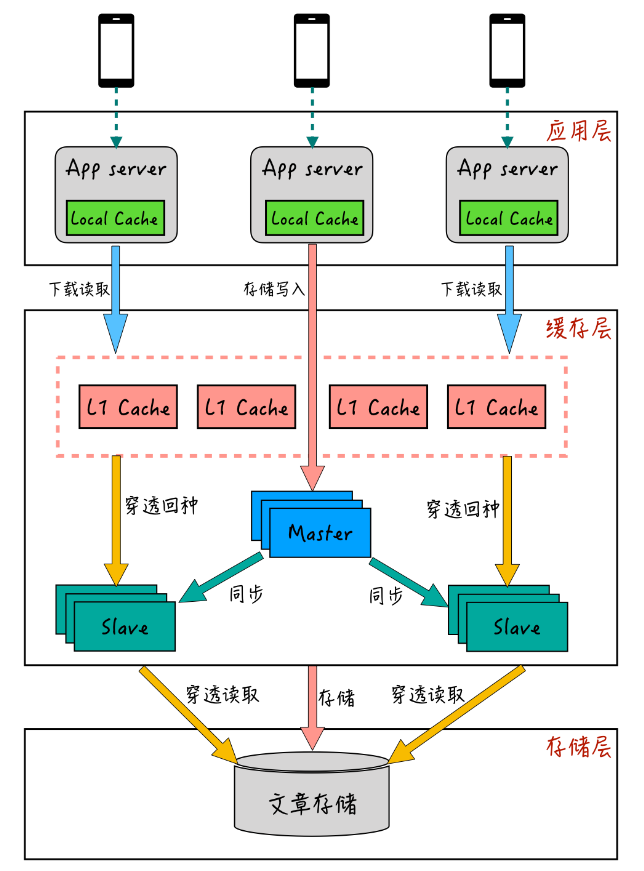 应用层
App server
App server
App server
Local Cache
Local Cache
Local Cache
下载读取
存储写入
下载读取
缓存层
L1 Cache
L1 Cache
L1 Cache
L1 Cache
穿透回种
穿透回种
Master
同步
同步
Slave
Slave
穿透读取
存储
穿透读取
存储层
文章存储